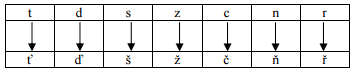 t d s z c n r
ť ď š ž č ň ř